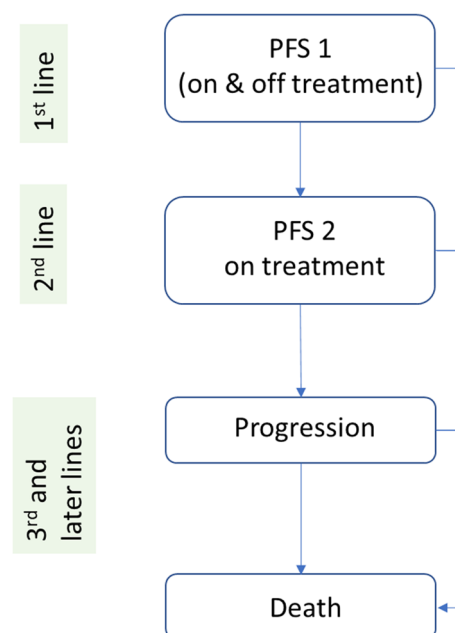 1st line
PFS 1
(on & off treatment)
2nd line
PFS 2
on treatment
3rd and
later lines
Progression
Death